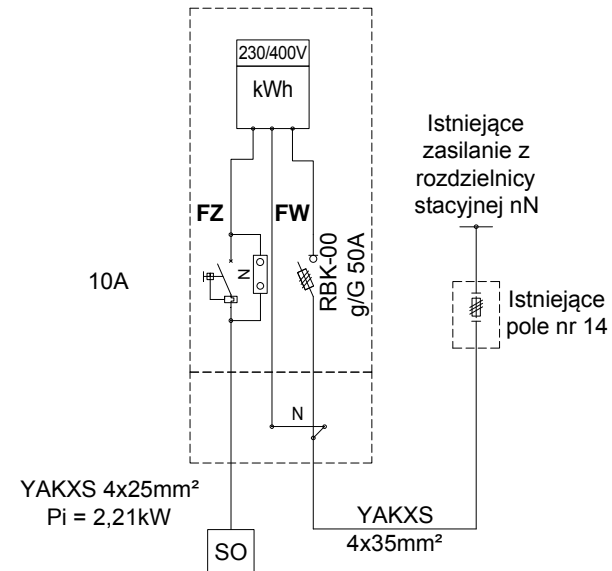 230/400V
kWh
Istniejące
zasilanie z
rozdzielnicy
stacyjnej nN
FZ
FW
N
RBK-00
g/G 50A
10A
Istniejące
pole nr 14
N
YAKXS 4x25mm²
Pi = 2,21kW
YAKXS
4x35mm²
SO